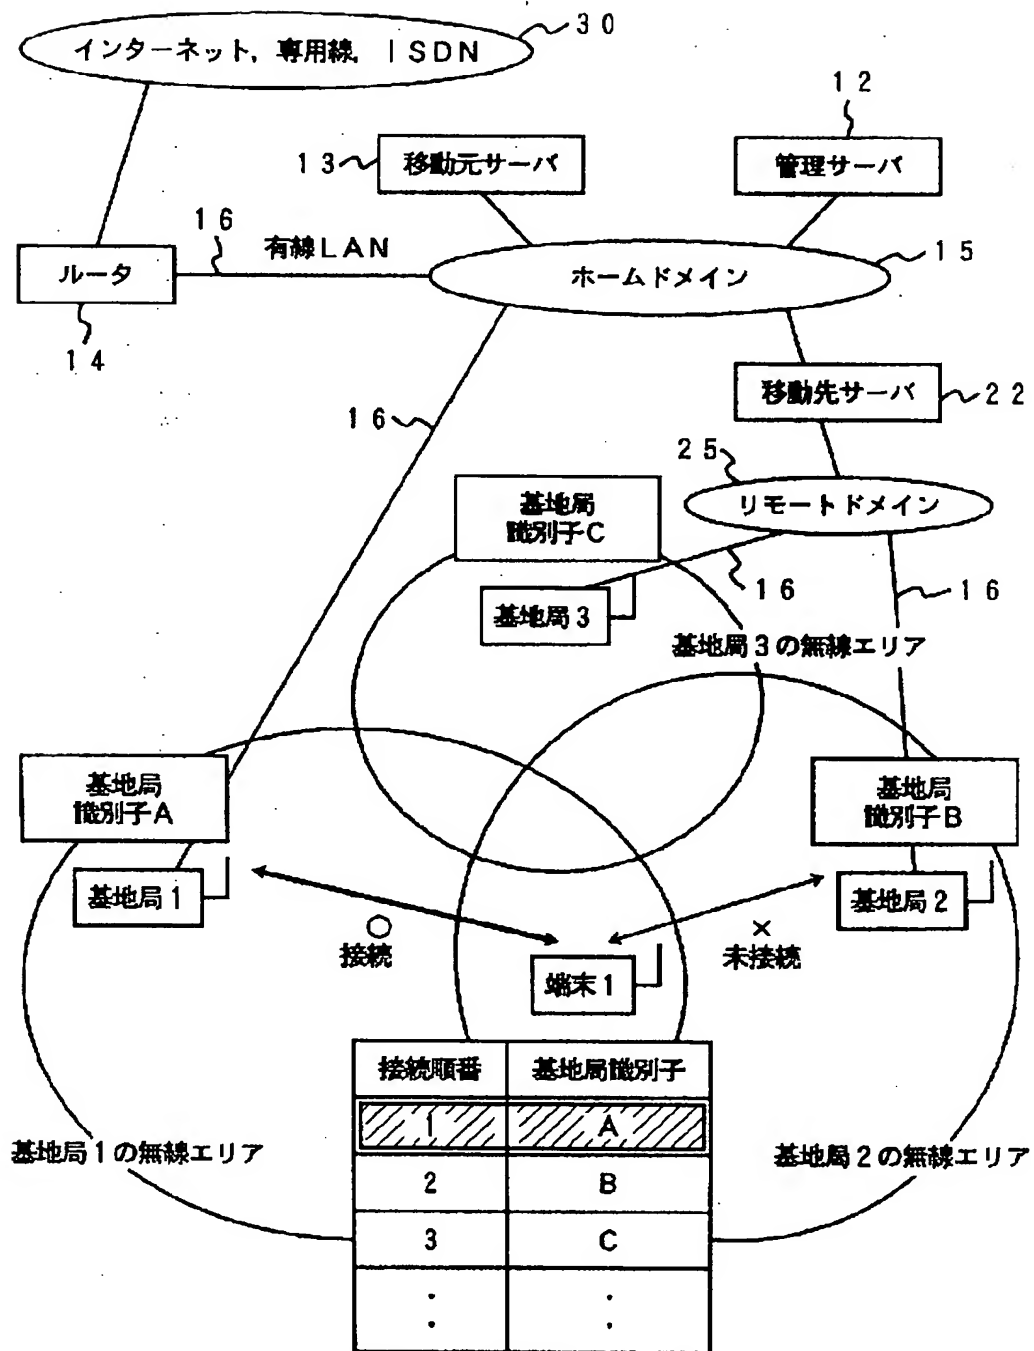 30
インターネット，専用線，ISDN
12
13
移動元サーバ
管理サーバ
16
有線LAN
15
ルータ
ホームドメイン
14
移動先サーバ
22
16
25
基地局
識別子C
リモートドメイン
16
16
基地局3
基地局3の無線エリア
基地局
識別子A
基地局
識別子B
基地局1
基地局2
○
接続
×
未接続
端末1
接続順番 基地局識別子
1 A
基地局1の無線エリア
基地局2の無線エリア
2 B
3 C